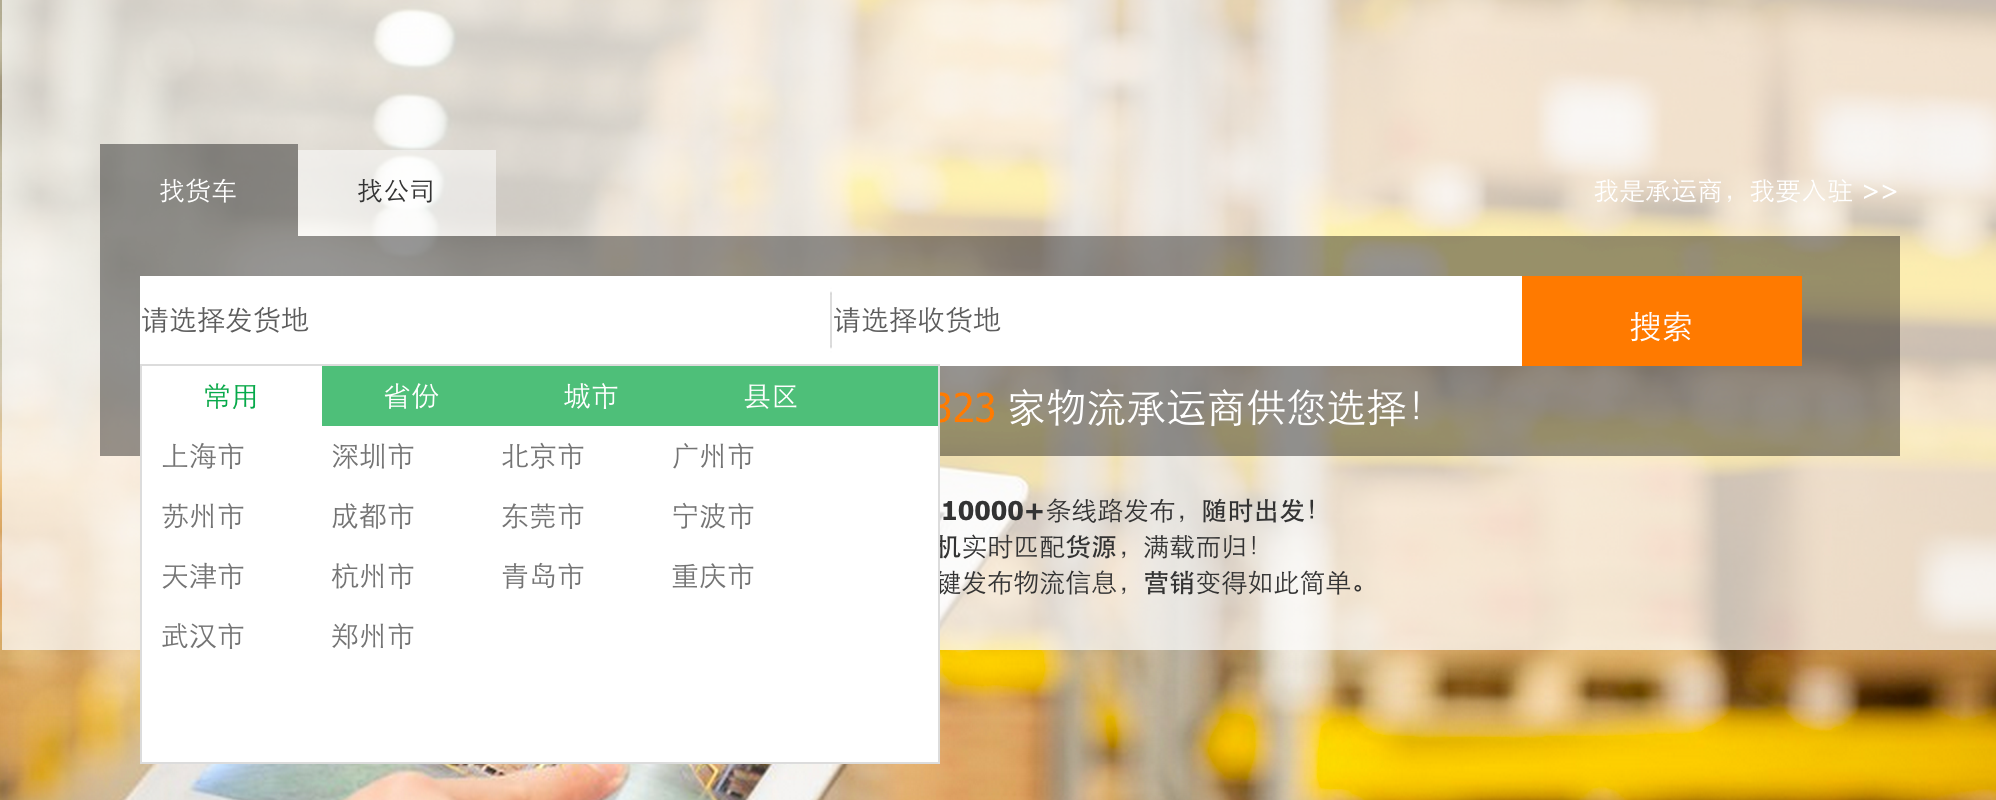 找货车
找公司
我是承运商，我要入驻 >>
请选择发货地
请选择收货地
搜索
常用
省份
城市
县区
323 家物流承运商供您选择！
上海市
深圳市
北京市
广州市
10000+条线路发布，随时出发！
苏州市
成都市
东莞市
宁波市
机实时匹配货源，满载而归！
天津市
杭州市
青岛市
重庆市
键发布物流信息，营销变得如此简单。
武汉市
郑州市